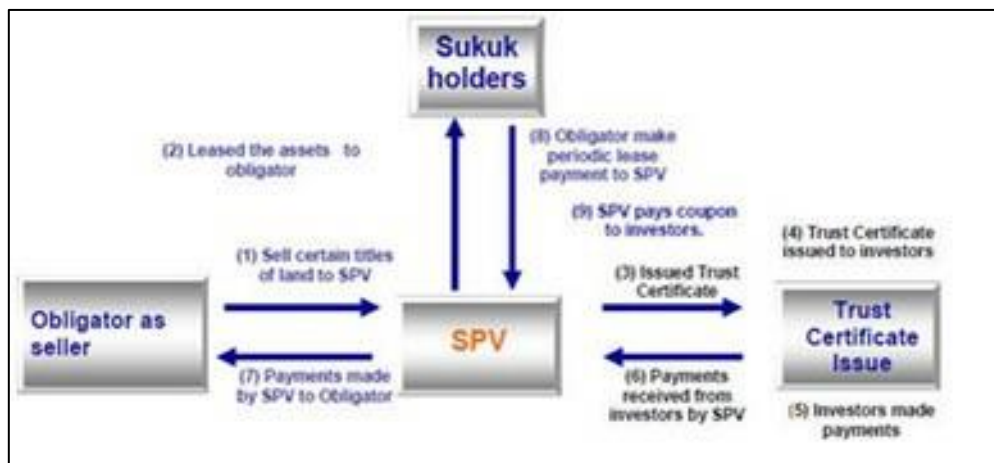 Sukuk
holders
(2) Leased the assets to
obligator
(8) Obligator make
periodic lease
payment to SPV
(9) SPV pays coupon
to investors.
(4) Trust Certificate
issued to investors
(1) Sell certain titles
of land to SPV
(3) Issued Trust
Certificate
Obligator as
seller
SPV
Trust
Certificate
Issue
(7) Payments made
by SPV to Obligator
(6) Payments
received from
investors by SPV
(5) Investors made
payments